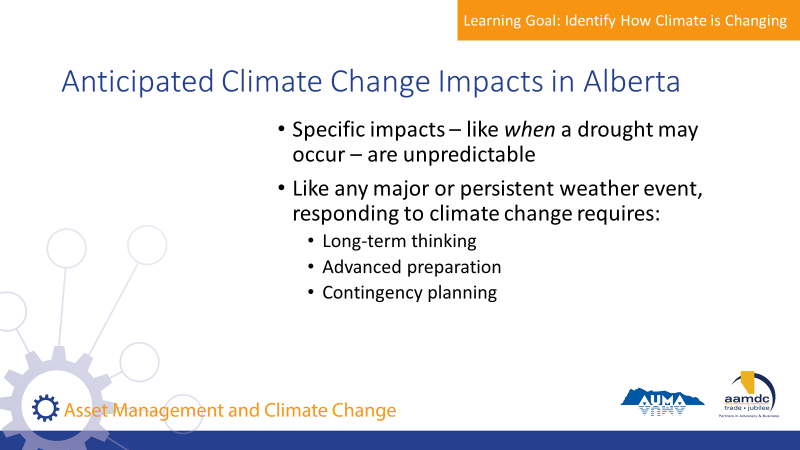 Learning Goal: Identify How Climate is Changing
Anticipated Climate Change Impacts in Alberta
• Specific impacts – like when a drought may
occur – are unpredictable
• Like any major or persistent weather event,
responding to climate change requires:
• Long-term thinking
• Advanced preparation
• Contingency planning
Asset Management and Climate Change
AUMA
aamdc
trade • jubilee
Partners in Advocacy & Business